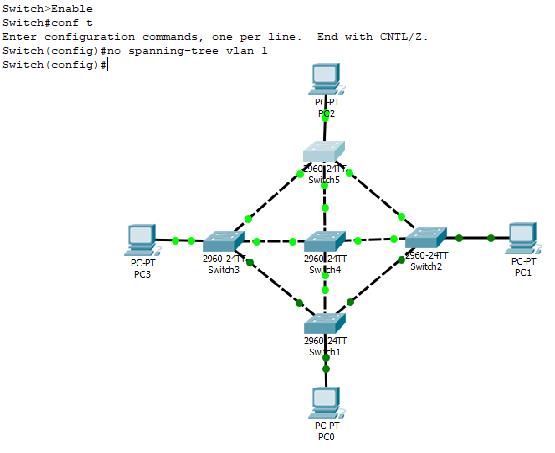 Switch>Enable
Switch#conf t
Enter configuration commands, one per line.  End with CNTL/Z.
Switch(config)#no spanning-tree vlan 1
Switch(config)#
PC-PT
PC2
2960-24TT
Switch5
PC-PT
PC3
2960-24TT
Switch3
2960-24TT
Switch4
2960-24TT
Switch2
PC-PT
PC1
2960-24TT
Switch1
PC-PT
PC0